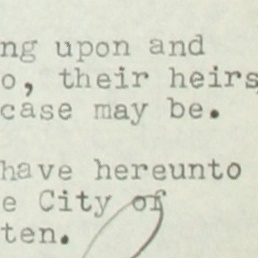 ng upon and
o, their heirs
case may be.
have hereunto
e City of
ten.